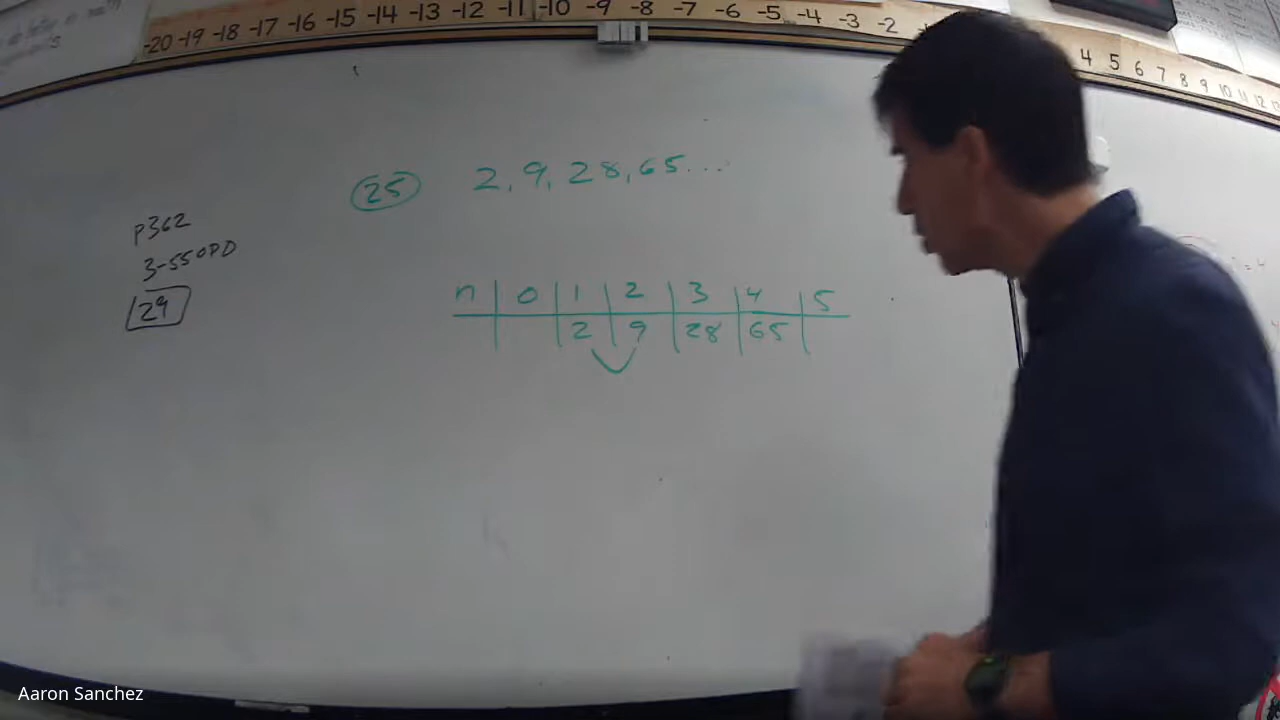 -20 -19 -18 -17 -16 -15 -14 -13 -12 -11 -10 -9 -8 -7 -6 -5 -4 -3 -2
4 5 6 7 8 9 10 11 12
25 2, 9, 28, 65...
P362
3-55 OPD
29
n 0 1 2 3 4 5
2 9 28 65
Aaron Sanchez